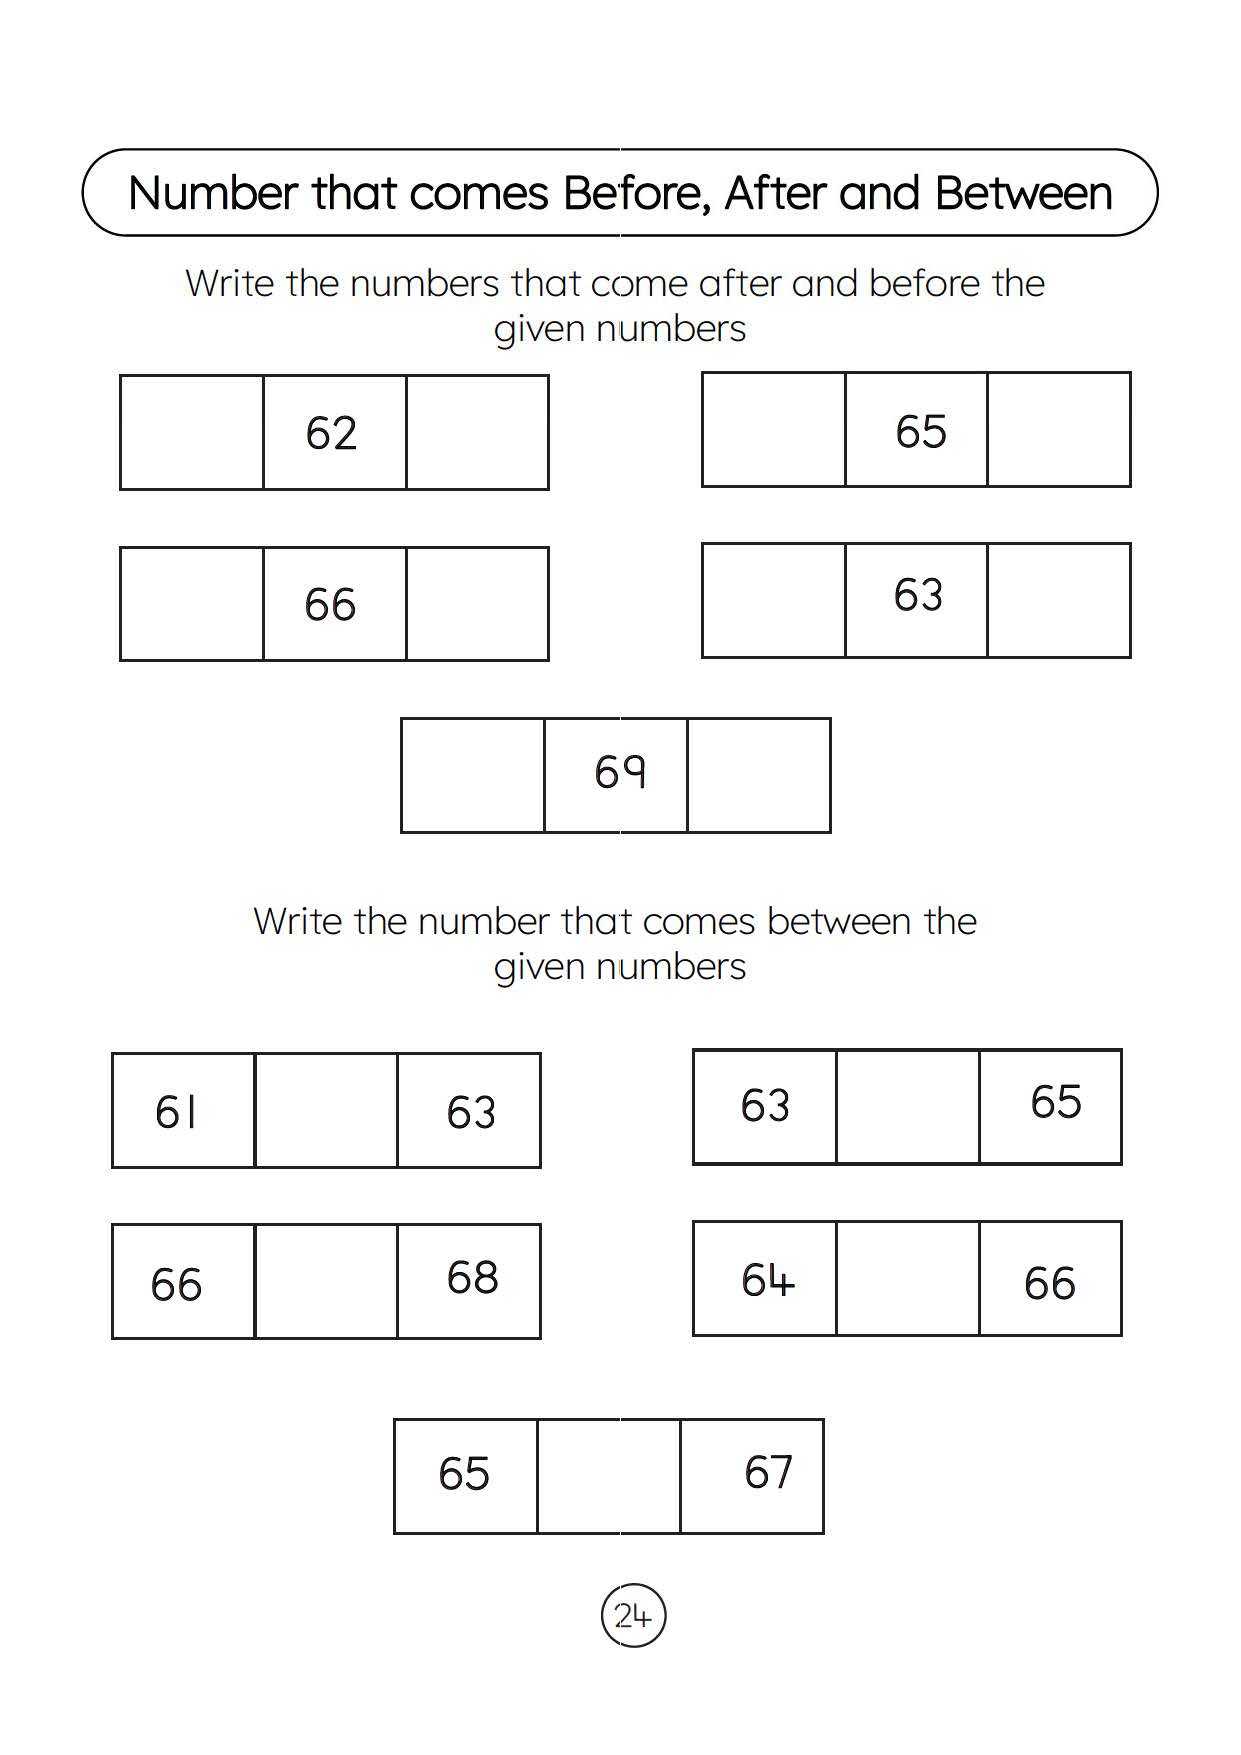 Number that comes Before, After and Between
Write the numbers that come after and before the
given numbers
62
65
66
63
69
Write the number that comes between the
given numbers
61 63
63 65
66 68
64 66
65 67
24